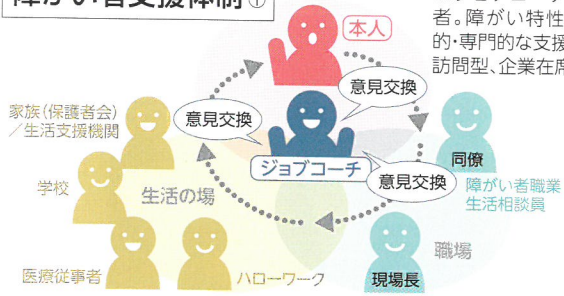 障がい者支援体制①
者。障がい特性
的・専門的な支援
訪問型、企業在席
本人
意見交換
家族（保護者会）
／生活支援機関
意見交換
ジョブコーチ
同僚
意見交換
障がい者職業
生活相談員
学校
生活の場
職場
医療従事者
ハローワーク
現場長